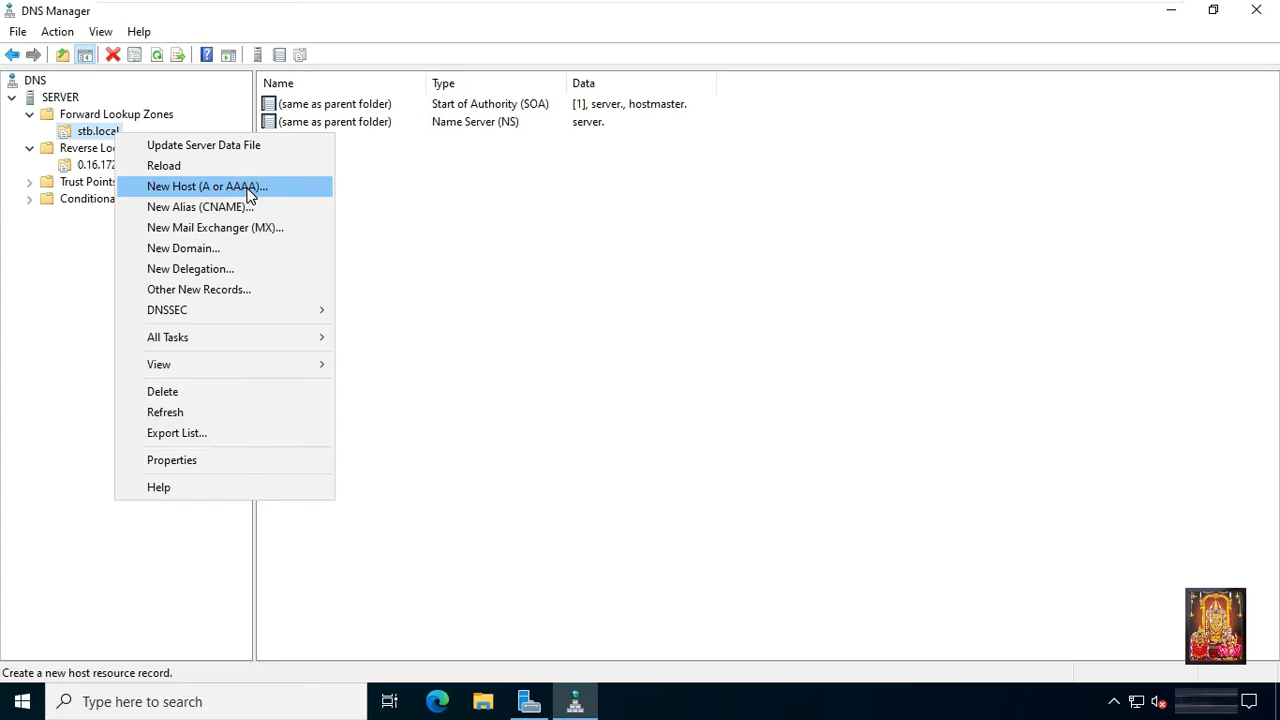 DNS Manager
File Action View Help
DNS
SERVER
Forward Lookup Zones
stb.local
Reverse Loo
0.16.172
Trust Points
Conditiona
Name Type Data
(same as parent folder) Start of Authority (SOA) [1], server., hostmaster.
(same as parent folder) Name Server (NS) server.
Update Server Data File
Reload
New Host (A or AAAA)...
New Alias (CNAME)...
New Mail Exchanger (MX)...
New Domain...
New Delegation...
Other New Records...
DNSSEC
All Tasks
View
Delete
Refresh
Export List...
Properties
Help
Create a new host resource record.
Type here to search